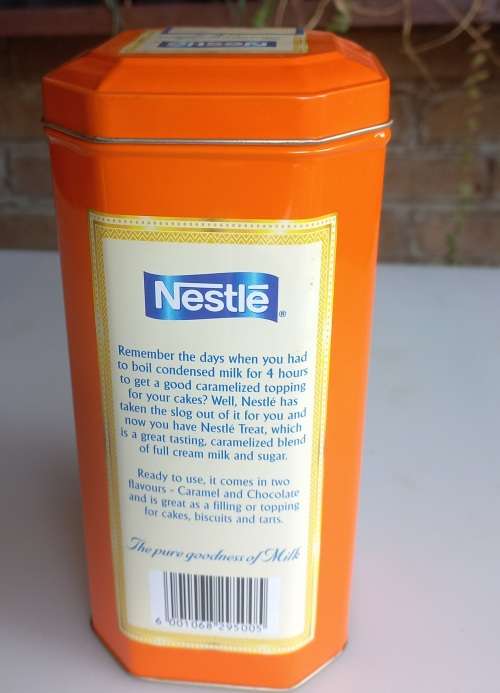 Nestlé
Nestlé ®
Remember the days when you had
to boil condensed milk for 4 hours
to get a good caramelized topping
for your cakes? Well, Nestlé has
taken the slog out of it for you and
now you have Nestlé Treat, which
is a great tasting, caramelized blend
of full cream milk and sugar.
Ready to use, it comes in two
flavours - Caramel and Chocolate
and is great as a filling or topping
for cakes, biscuits and tarts.
The pure goodness of Milk
6 001068 295005